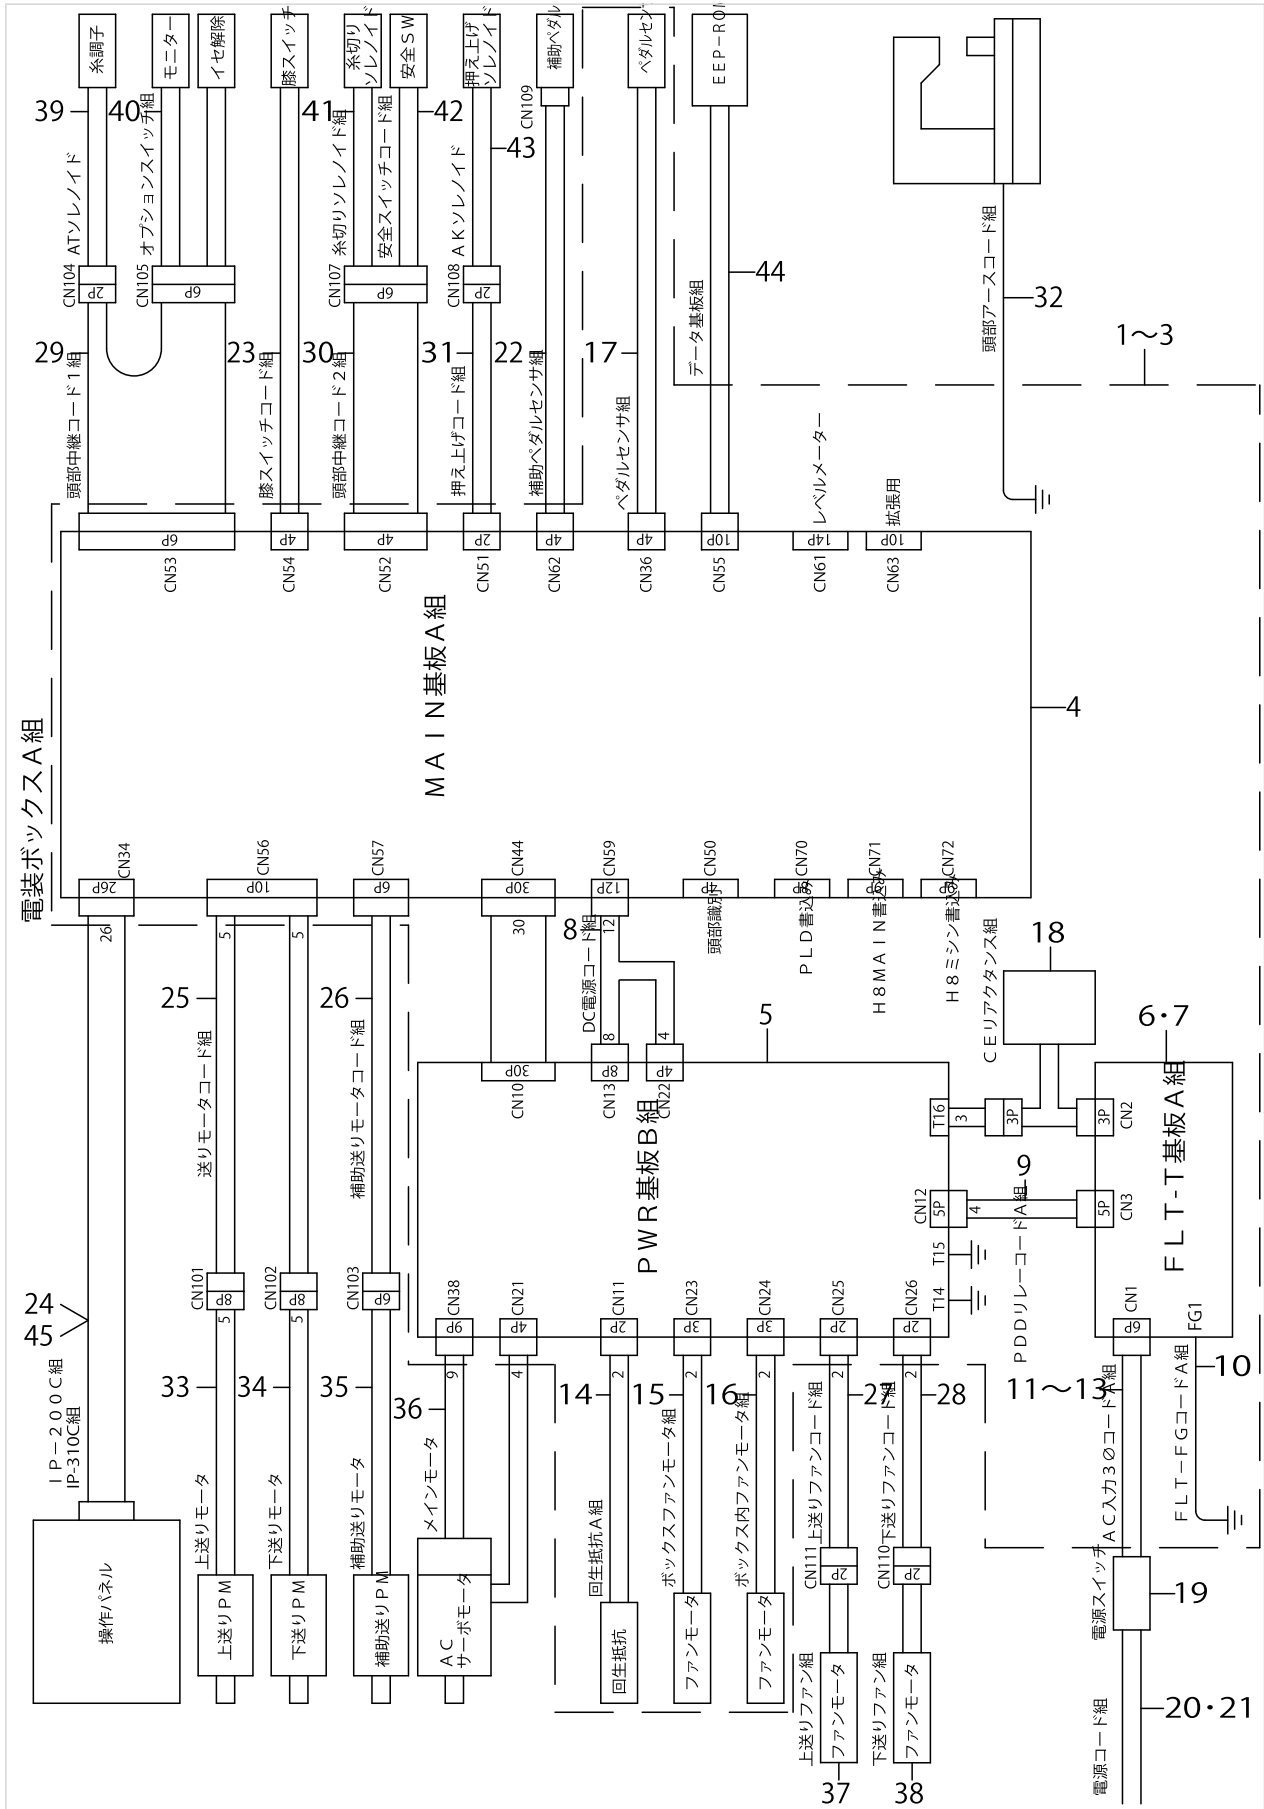 糸調子
モニター
イセ解除
膝スイッチ
糸切り
ソレノイド
安全ＳＷ
押え上げ
ソレノイド
補助ペダル
EEP-ROM
39
40
41
42
43
44
32
ATソレノイド
オプションスイッチ組
糸切りソレノイド組
安全スイッチコード組
AKソレノイド
CN109
CN104
2P
CN105
6P
CN107
6P
CN108
2P
データ基板組
頭部アースコード組
1～3
29
23
30
31
22
17
頭部中継コード１組
膝スイッチコード組
頭部中継コード２組
押え上げコード組
補助ペダルセンサ組
ペダルセンサ組
レベルメーター
拡張用
6P
4P
4P
2P
4P
4P
10P
14P
10P
CN53
CN54
CN52
CN51
CN62
CN36
CN55
CN61
CN63
ＭＡＩＮ基板Ａ組
4
電装ボックスＡ組
CN34
CN56
CN57
CN44
CN59
CN50
CN70
CN71
CN72
26P
10P
6P
30P
12P
4P
26
5
5
30
12
8
DC電源コード組
頭部識別
ＰＬＤ書込み
Ｈ８ＭＡＩＮ書込み
Ｈ８ミシン書込み
25
26
送りモータコード組
補助送りモータコード組
8
4
5
18
ＣＥリアクタンス組
6・7
30P
8P
4P
CN10
CN13
CN22
ＰＷＲ基板Ｂ組
T16
3
3P
3P
CN2
ＦＬＴ-Ｔ基板Ａ組
9
CN12
5P
4
5P
CN3
T15
T14
ＰＤＤリレーコードＡ組
CN101
8P
5
CN102
8P
5
CN103
6P
CN38
9P
CN21
4P
CN11
2P
CN23
3P
CN24
3P
CN25
2P
CN26
2P
CN1
6P
FG1
24
45
ＩＰ−２００Ｃ組
IP-310C組
33
34
35
36
9
4
14
2
15
2
16
2
2
27
2
28
11～13
10
上送りモータ
下送りモータ
補助送りモータ
メインモータ
回生抵抗Ａ組
ボックスファンモータ組
ボックス内ファンモータ組
上送りファンコード組
下送りファンコード組
ＡＣ入力３ØコードＡ組
ＦＬＴ−ＦＧコードＡ組
CN111
2P
CN110
2P
操作パネル
上送りＰＭ
下送りＰＭ
補助送りＰＭ
ＡＣ
サーボモータ
回生抵抗
ファンモータ
ファンモータ
上送りファン組
ファンモータ
下送りファン組
ファンモータ
電源スイッチ
19
電源コード組
20・21
37
38